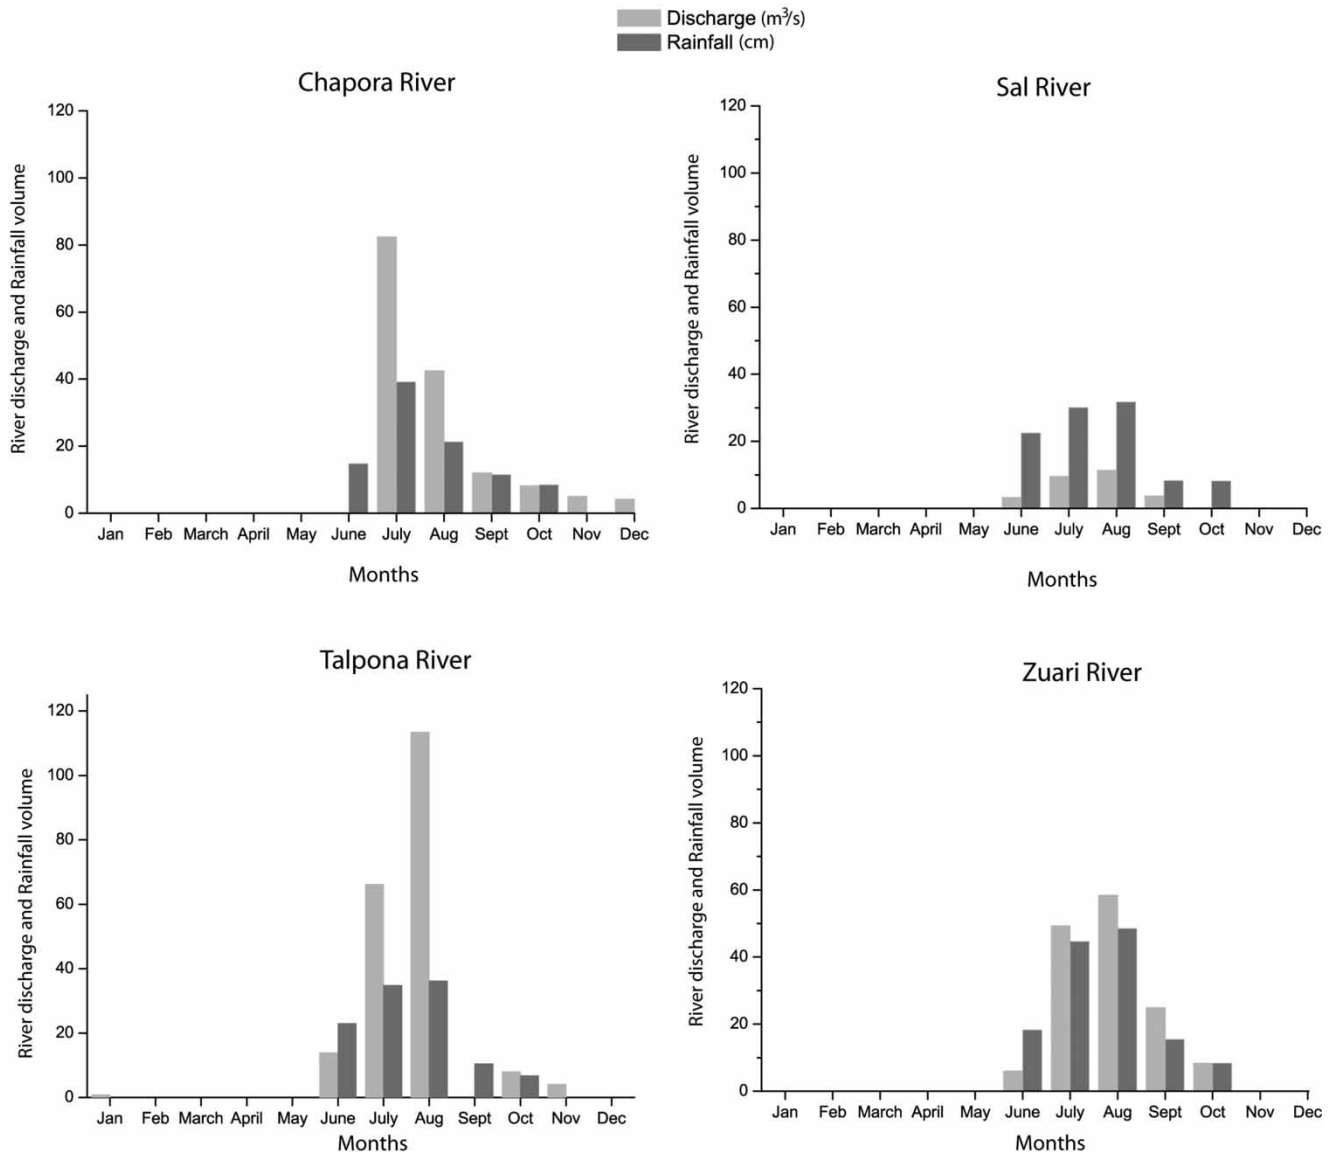 Discharge (m³/s)
Rainfall (cm)
Chapora River
River discharge and Rainfall volume
120
100
80
60
40
20
0
Jan Feb March April May June July Aug Sept Oct Nov Dec
Months
Sal River
River discharge and Rainfall volume
120
100
80
60
40
20
0
Jan Feb March April May June July Aug Sept Oct Nov Dec
Months
Talpona River
River discharge and Rainfall volume
120
100
80
60
40
20
0
Jan Feb March April May June July Aug Sept Oct Nov Dec
Months
Zuari River
River discharge and Rainfall volume
120
100
80
60
40
20
0
Jan Feb March April May June July Aug Sept Oct Nov Dec
Months